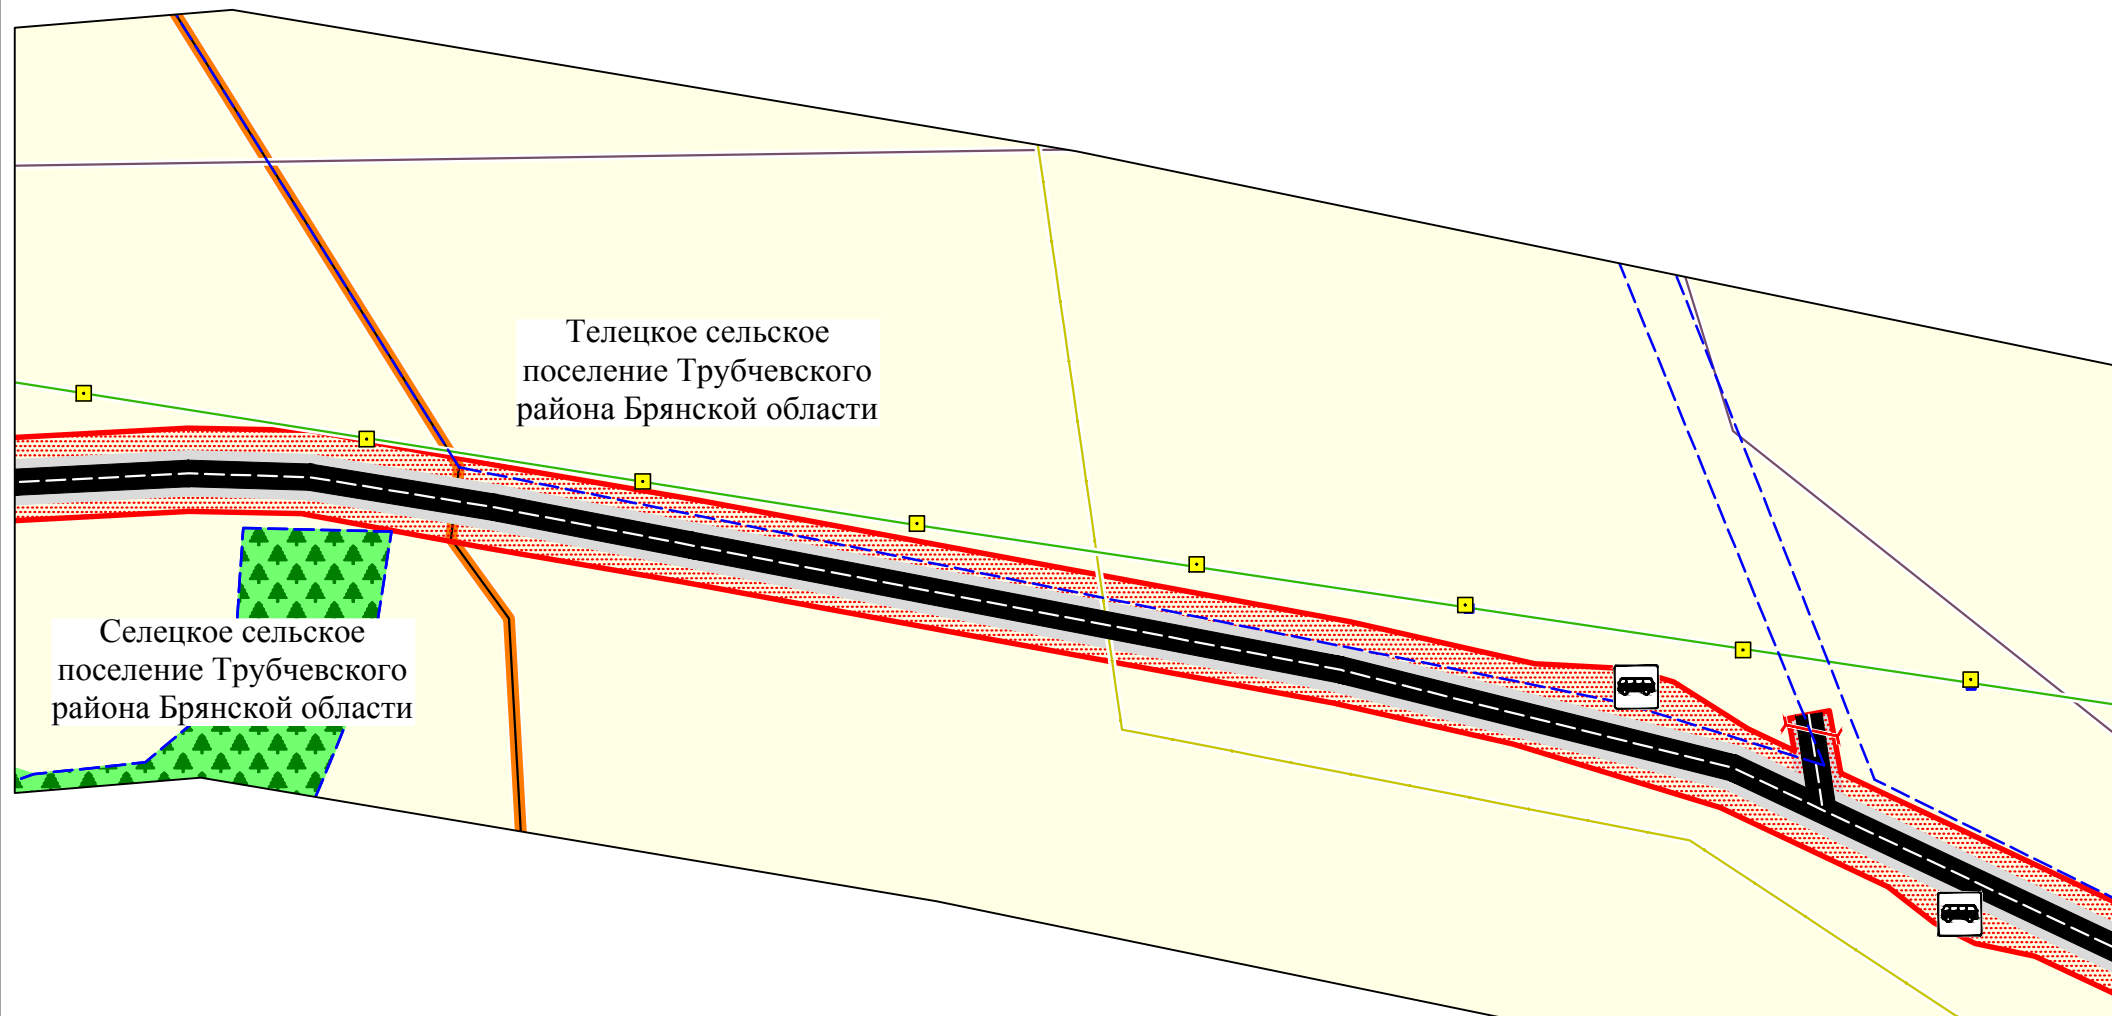 Телецкое сельское
поселение Трубчевского
района Брянской области
Селецкое сельское
поселение Трубчевского
района Брянской области